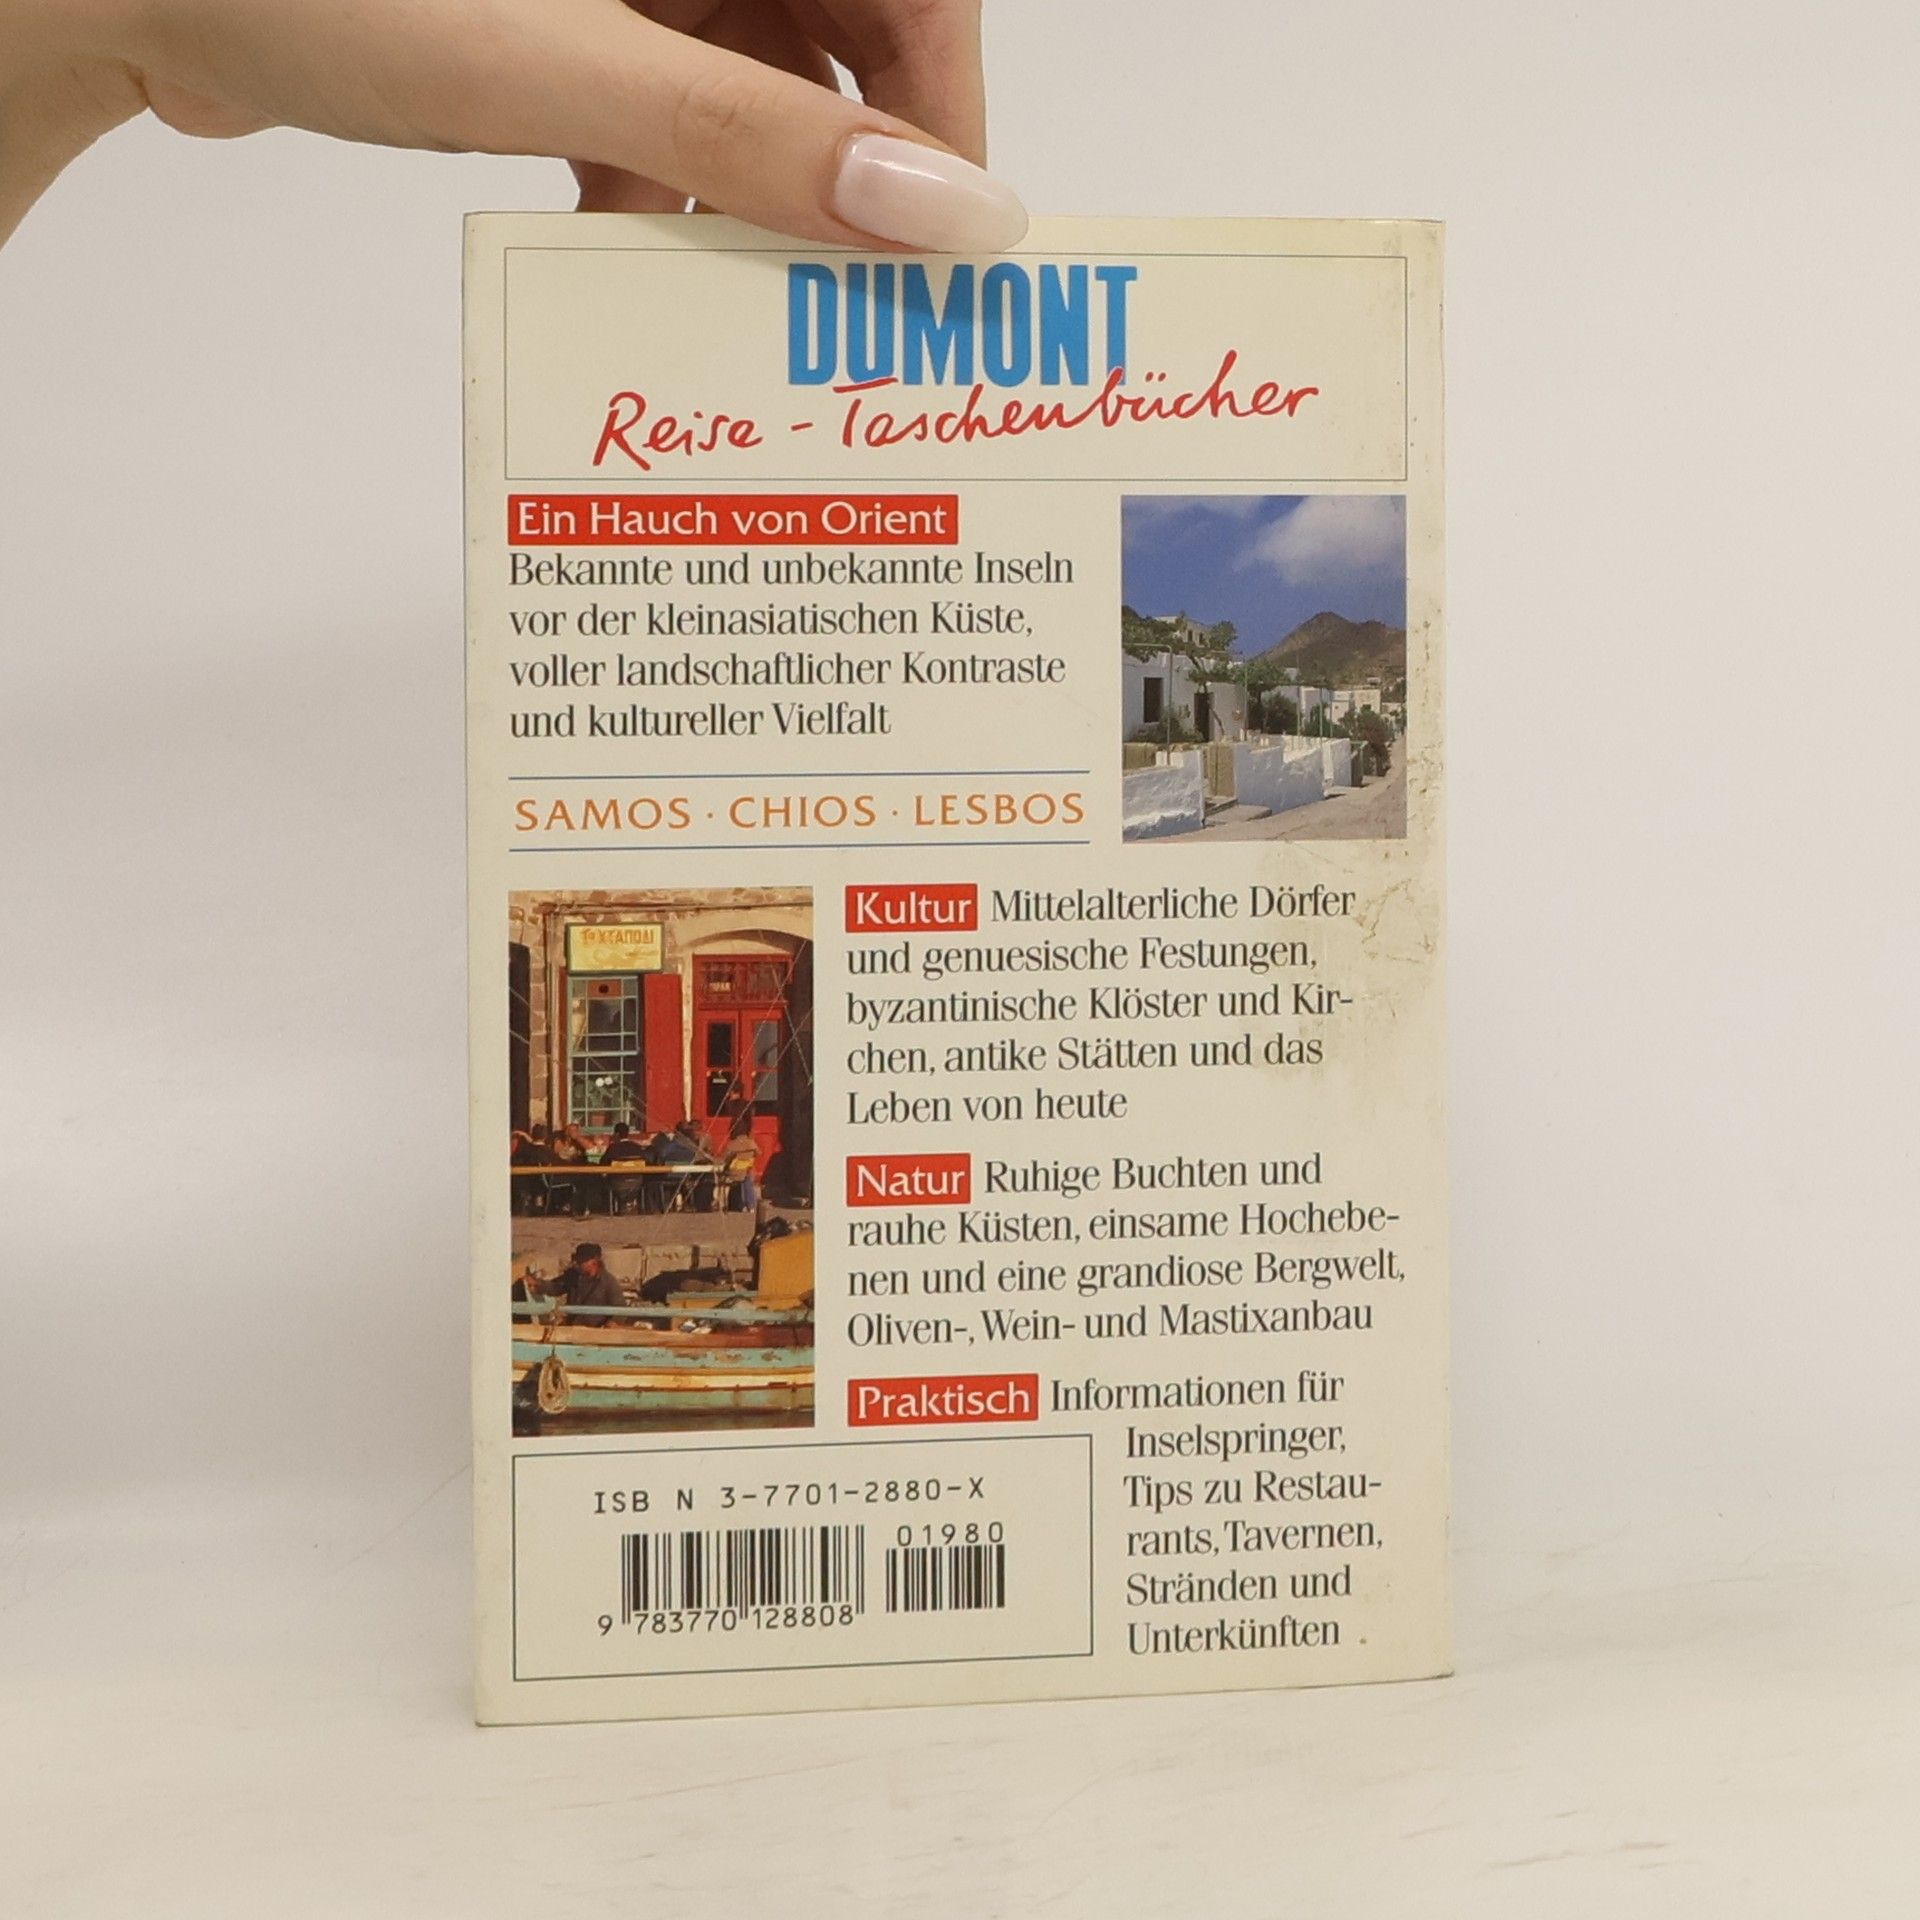 DUMONT
Reise-Taschenbücher
Ein Hauch von Orient
Bekannte und unbekannte Inseln
vor der kleinasiatischen Küste,
voller landschaftlicher Kontraste
und kultureller Vielfalt
SAMOS · CHIOS · LESBOS
ΤΟ ΧΤΑΠΟΔΙ
Kultur Mittelalterliche Dörfer
und genuesische Festungen,
byzantinische Klöster und Kir-
chen, antike Stätten und das
Leben von heute
Natur Ruhige Buchten und
rauhe Küsten, einsame Hochebe-
nen und eine grandiose Bergwelt,
Oliven-, Wein- und Mastixanbau
Praktisch Informationen für
Inselspringer,
Tips zu Restau-
rants, Tavernen,
Stränden und
Unterkünften
ISB N 3-7701-2880-X
01980
9 783770 128808